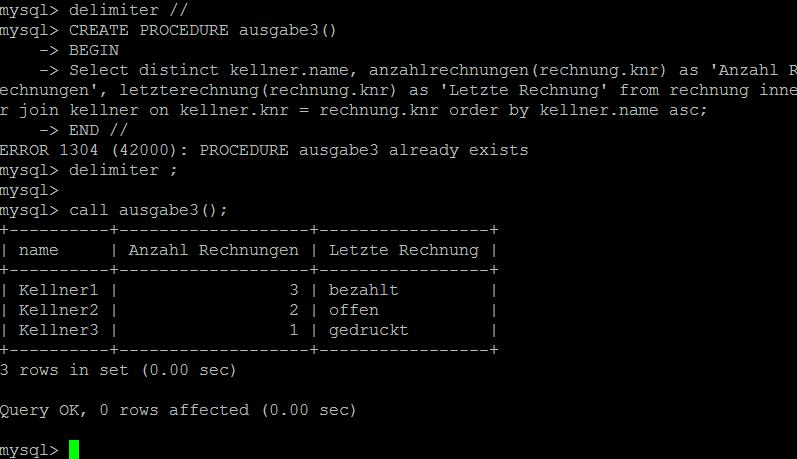 mysql> delimiter //
mysql> CREATE PROCEDURE ausgabe3()
    -> BEGIN
    -> Select distinct kellner.name, anzahlrechnungen(rechnung.knr) as 'Anzahl R
echnungen', letzterechnung(rechnung.knr) as 'Letzte Rechnung' from rechnung inne
r join kellner on kellner.knr = rechnung.knr order by kellner.name asc;
    -> END //
ERROR 1304 (42000): PROCEDURE ausgabe3 already exists
mysql> delimiter ;
mysql>
mysql> call ausgabe3();
+----------+-------------------+-----------------+
| name     | Anzahl Rechnungen | Letzte Rechnung |
+----------+-------------------+-----------------+
| Kellner1 |                 3 | bezahlt         |
| Kellner2 |                 2 | offen           |
| Kellner3 |                 1 | gedruckt        |
+----------+-------------------+-----------------+
3 rows in set (0.00 sec)

Query OK, 0 rows affected (0.00 sec)

mysql>